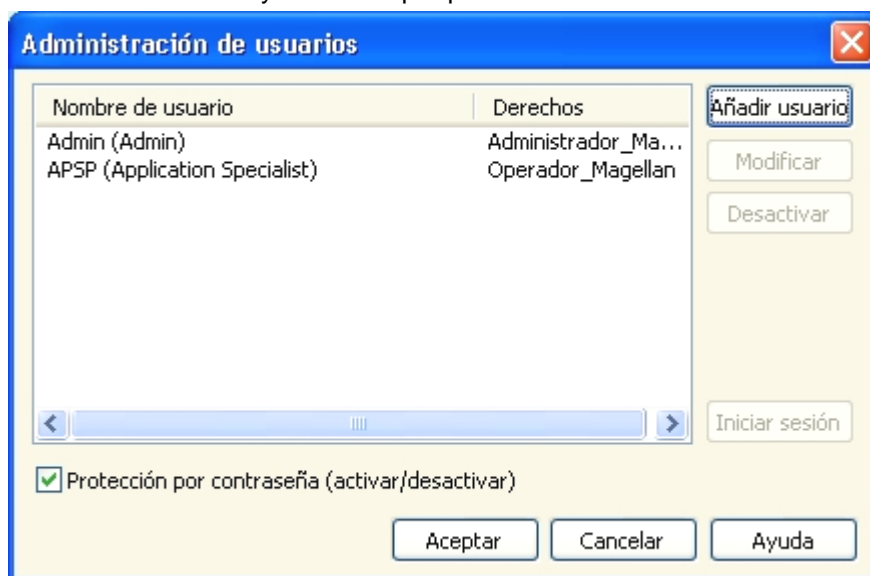 Administración de usuarios
Nombre de usuario Derechos Añadir usuario
Admin (Admin) Administrador_Ma...
APSP (Application Specialist) Operador_Magellan
Modificar
Desactivar
Iniciar sesión
Protección por contraseña (activar/desactivar)
Aceptar Cancelar Ayuda